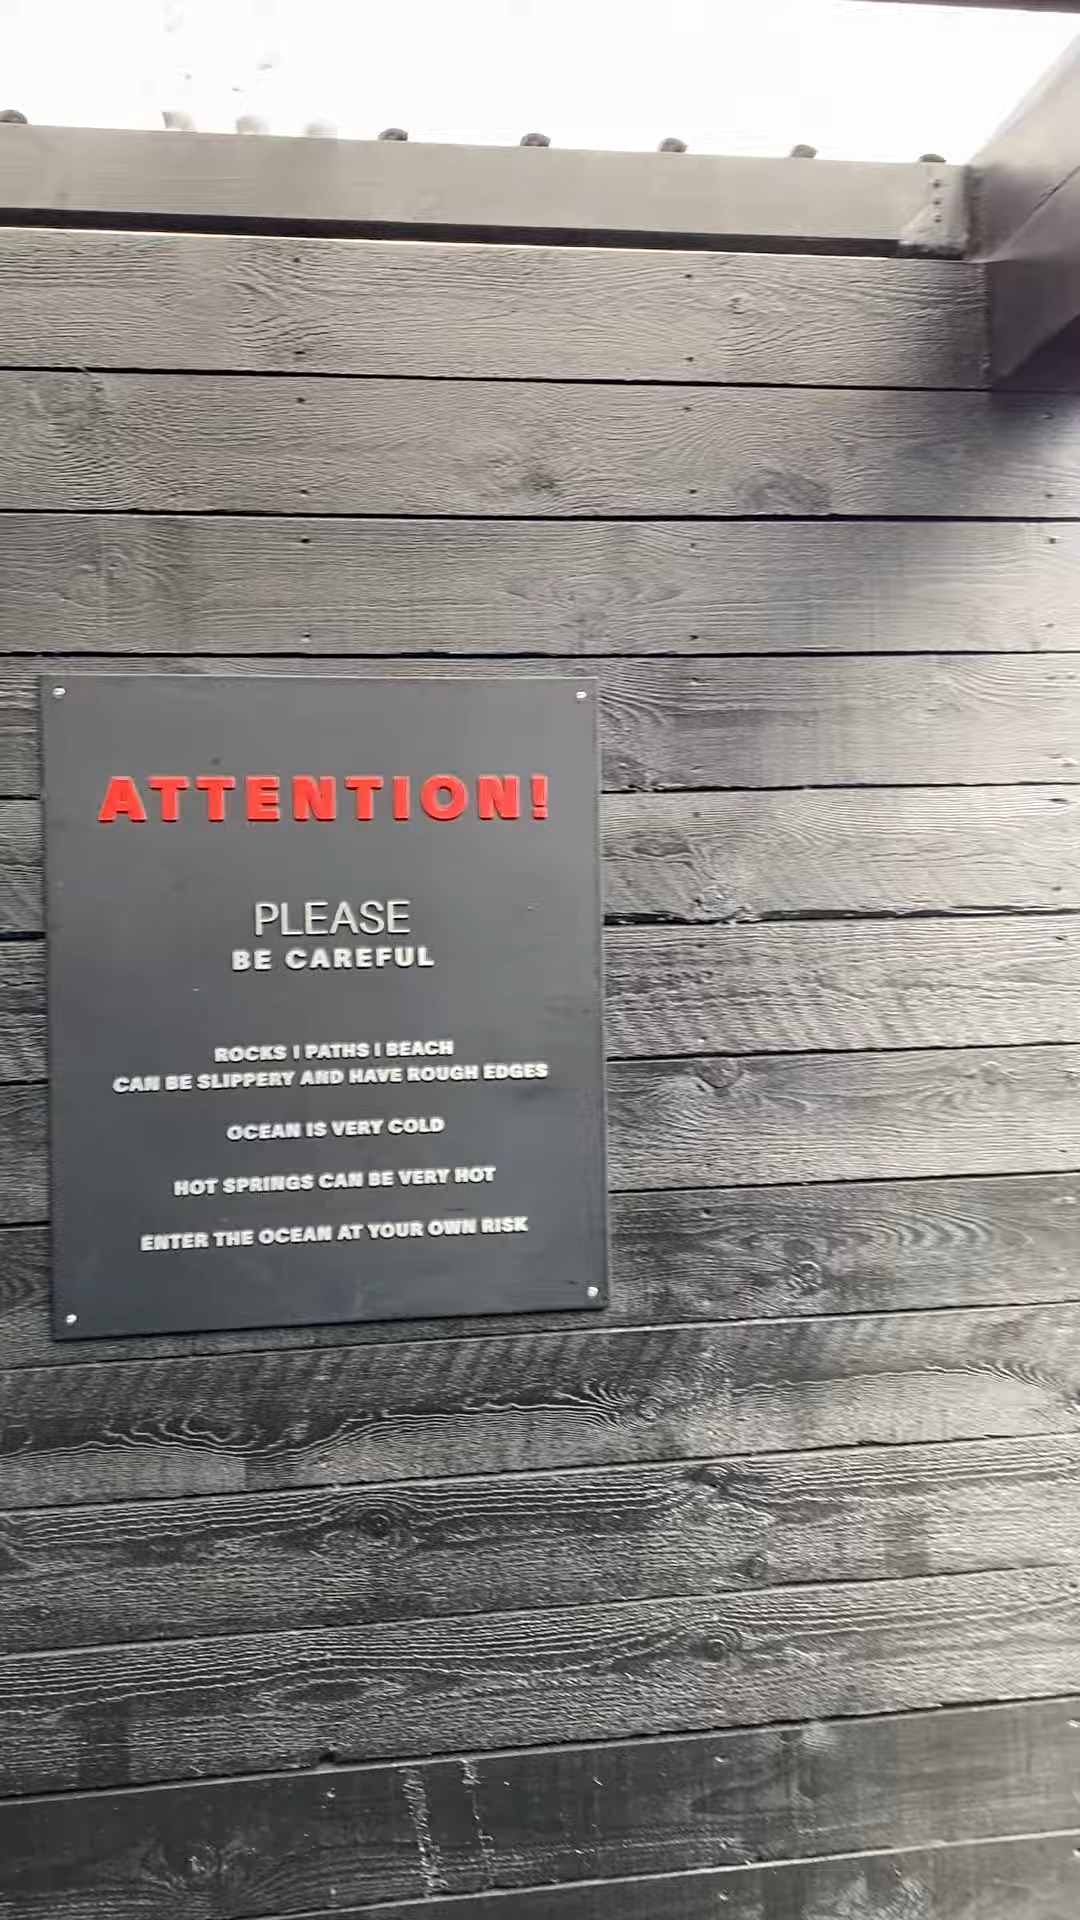 ATTENTION!
PLEASE
BE CAREFUL
ROCKS | PATHS | BEACH
CAN BE SLIPPERY AND HAVE ROUGH EDGES
OCEAN IS VERY COLD
HOT SPRINGS CAN BE VERY HOT
ENTER THE OCEAN AT YOUR OWN RISK